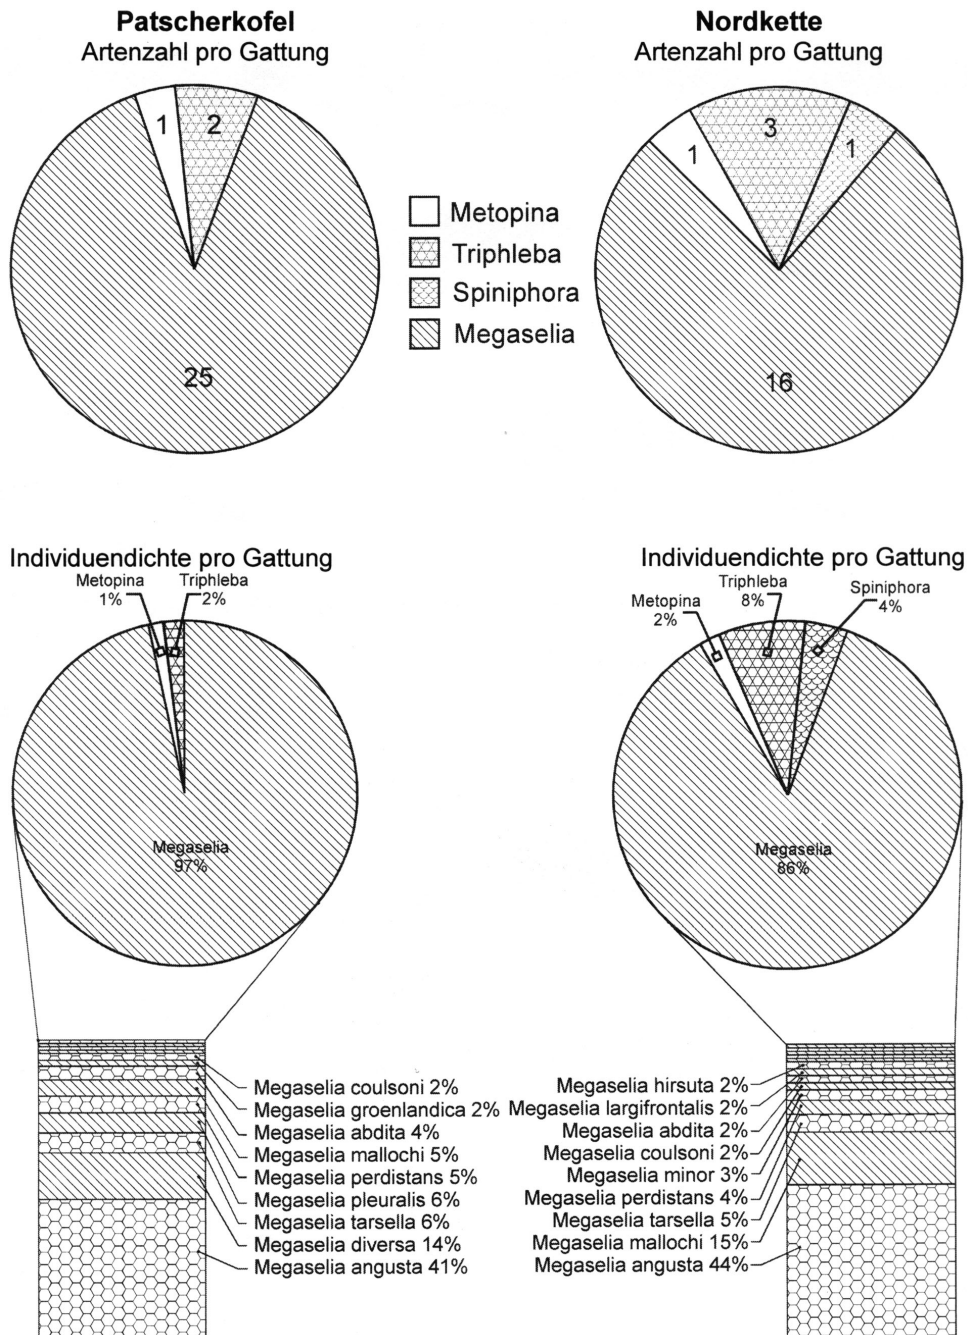 Patscherkofel
Artenzahl pro Gattung
1
2
25
Nordkette
Artenzahl pro Gattung
1
3
1
16
Metopina
Triphleba
Spiniphora
Megaselia
Individuendichte pro Gattung
Metopina
1%
Triphleba
2%
Megaselia
97%
Individuendichte pro Gattung
Metopina
2%
Triphleba
8%
Spiniphora
4%
Megaselia
86%
Megaselia coulsoni 2%
Megaselia groenlandica 2%
Megaselia abdita 4%
Megaselia mallochi 5%
Megaselia perdistans 5%
Megaselia pleuralis 6%
Megaselia tarsella 6%
Megaselia diversa 14%
Megaselia angusta 41%
Megaselia hirsuta 2%
Megaselia largifrontalis 2%
Megaselia abdita 2%
Megaselia coulsoni 2%
Megaselia minor 3%
Megaselia perdistans 4%
Megaselia tarsella 5%
Megaselia mallochi 15%
Megaselia angusta 44%